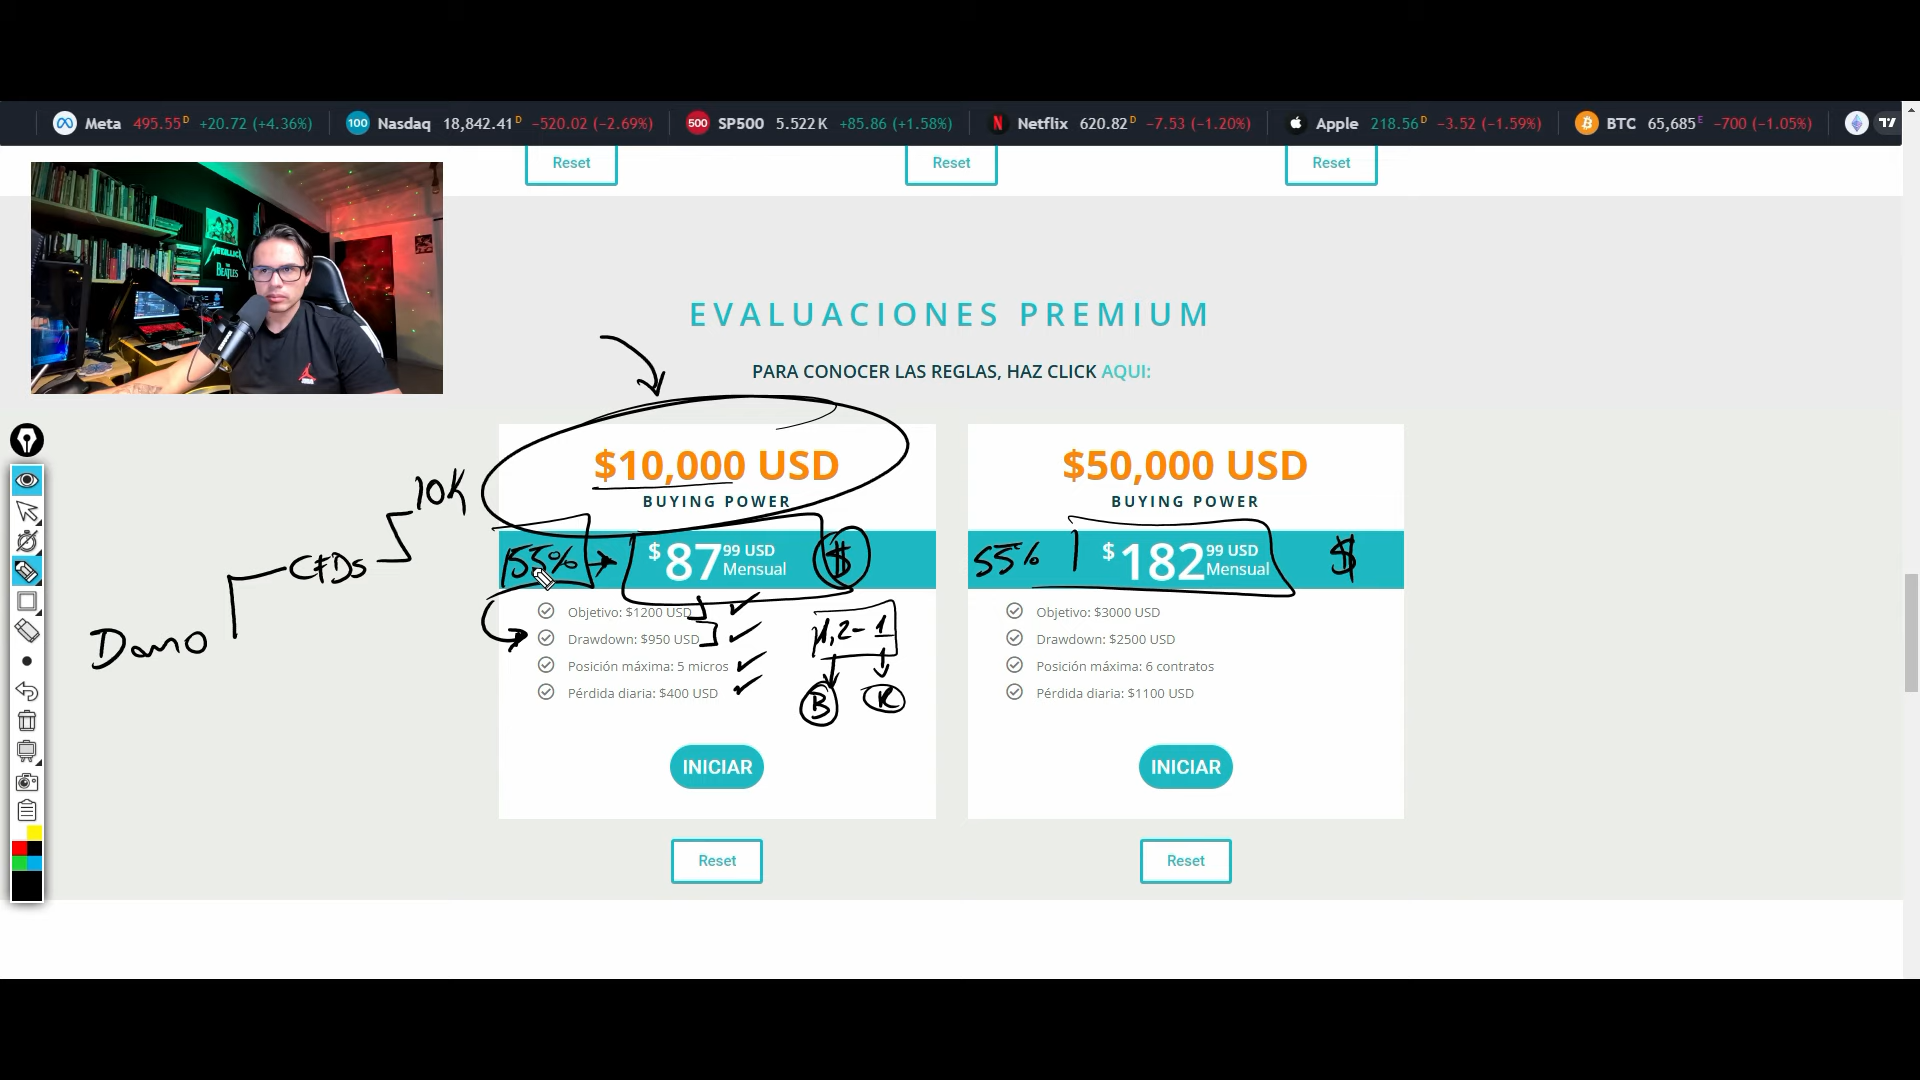 Meta 495.55 D +20.72 (+4.36%) 100 Nasdaq 18,842.41 D −520.02 (−2.69%) 500 SP500 5.522K +85.86 (+1.58%) Netflix 620.82 D −7.53 (−1.20%) Apple 218.56 D −3.52 (−1.59%) BTC 65,685 E −700 (−1.05%)
Reset Reset Reset
METALLICA
THE BEATLES
EVALUACIONES PREMIUM
PARA CONOCER LAS REGLAS, HAZ CLICK AQUI:
$10,000 USD
BUYING POWER
55% $87 99 USD Mensual $
Objetivo: $1200 USD
Drawdown: $950 USD
Posición máxima: 5 micros
Pérdida diaria: $400 USD
1,2-1
B R
INICIAR
Reset
$50,000 USD
BUYING POWER
55% $182 99 USD Mensual $
Objetivo: $3000 USD
Drawdown: $2500 USD
Posición máxima: 6 contratos
Pérdida diaria: $1100 USD
INICIAR
Reset
10K
CFDs